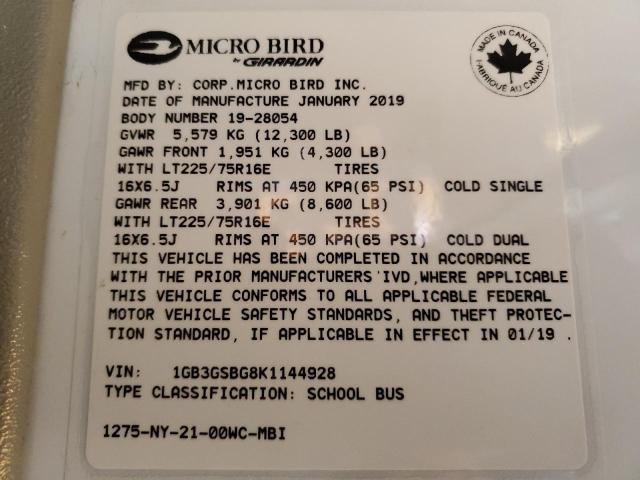 MICRO BIRD
by GIRARDIN
MADE IN CANADA
FABRIQUÉ AU CANADA
MFD BY: CORP.MICRO BIRD INC.
DATE OF MANUFACTURE JANUARY 2019
BODY NUMBER 19-28054
GVWR 5,579 KG (12,300 LB)
GAWR FRONT 1,951 KG (4,300 LB)
WITH LT225/75R16E TIRES
16X6.5J RIMS AT 450 KPA(65 PSI) COLD SINGLE
GAWR REAR 3,901 KG (8,600 LB)
WITH LT225/75R16E TIRES
16X6.5J RIMS AT 450 KPA(65 PSI) COLD DUAL
THIS VEHICLE HAS BEEN COMPLETED IN ACCORDANCE
WITH THE PRIOR MANUFACTURERS'IVD,WHERE APPLICABLE
THIS VEHICLE CONFORMS TO ALL APPLICABLE FEDERAL
MOTOR VEHICLE SAFETY STANDARDS, AND THEFT PROTEC-
TION STANDARD, IF APPLICABLE IN EFFECT IN 01/19 .
VIN: 1GB3GSBG8K1144928
TYPE CLASSIFICATION: SCHOOL BUS
1275-NY-21-00WC-MBI